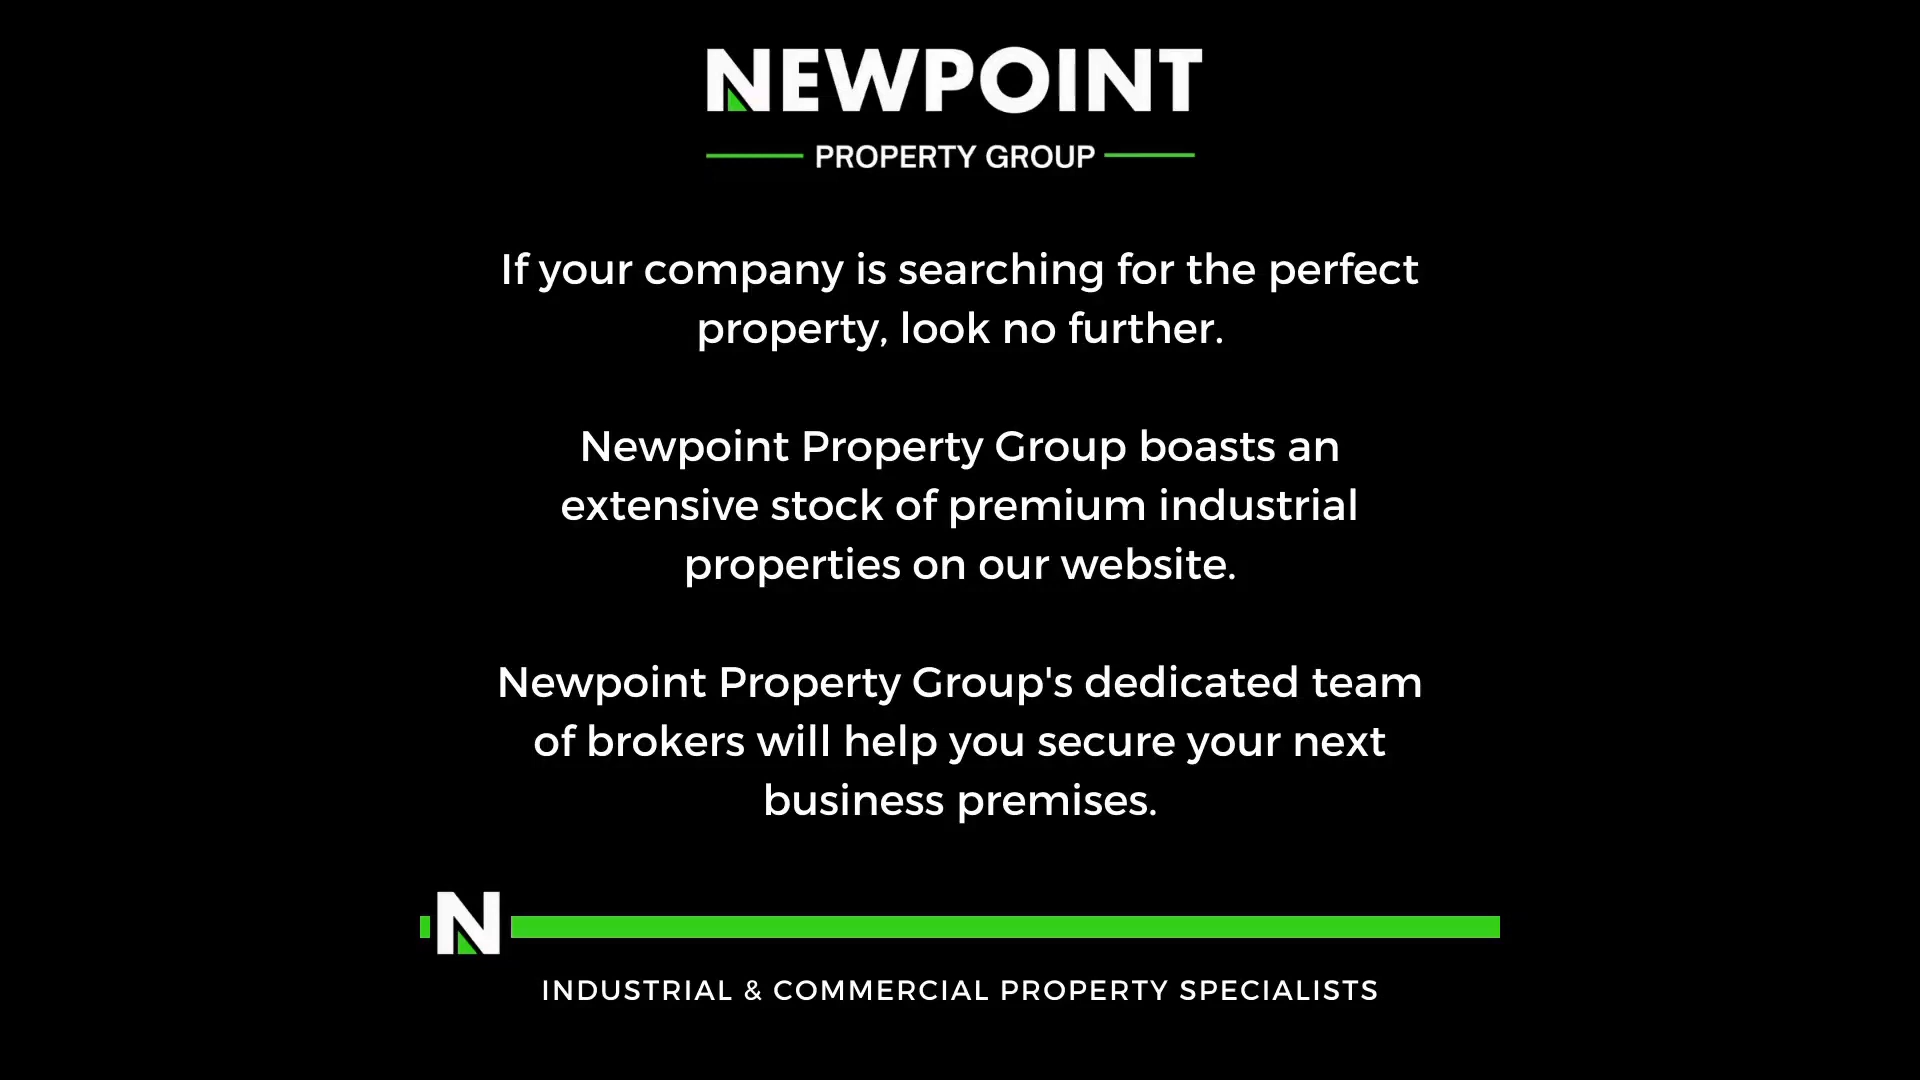 NEWPOINT
PROPERTY GROUP
If your company is searching for the perfect
property, look no further.
Newpoint Property Group boasts an
extensive stock of premium industrial
properties on our website.
Newpoint Property Group's dedicated team
of brokers will help you secure your next
business premises.
N
INDUSTRIAL & COMMERCIAL PROPERTY SPECIALISTS